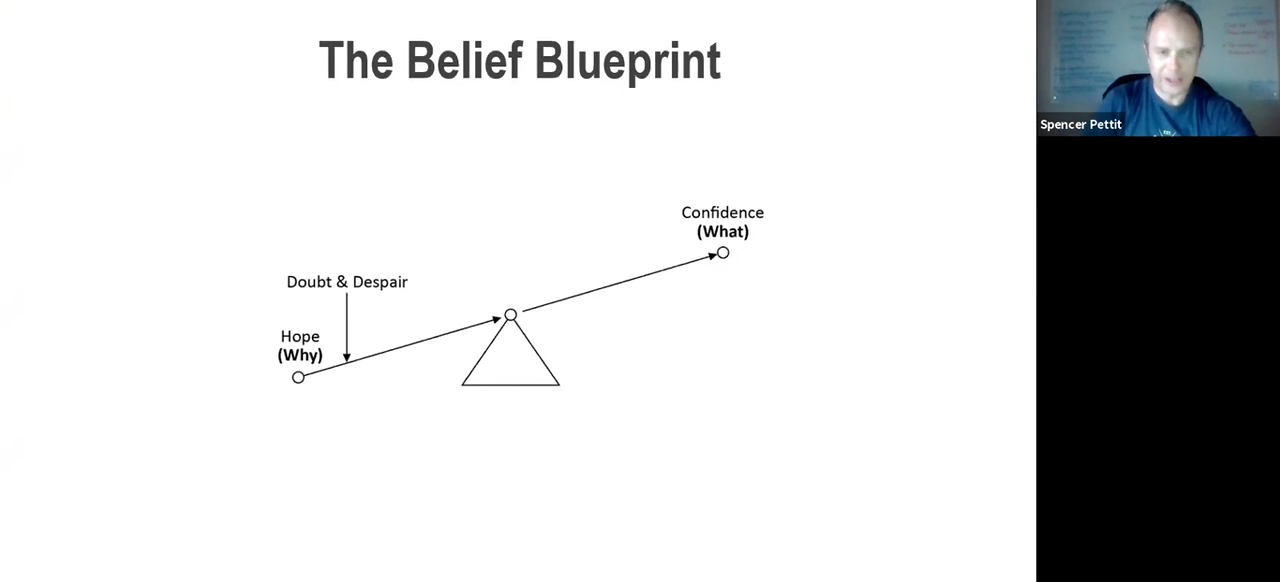 The Belief Blueprint
Confidence
(What)
Doubt & Despair
Hope
(Why)
Spencer Pettit